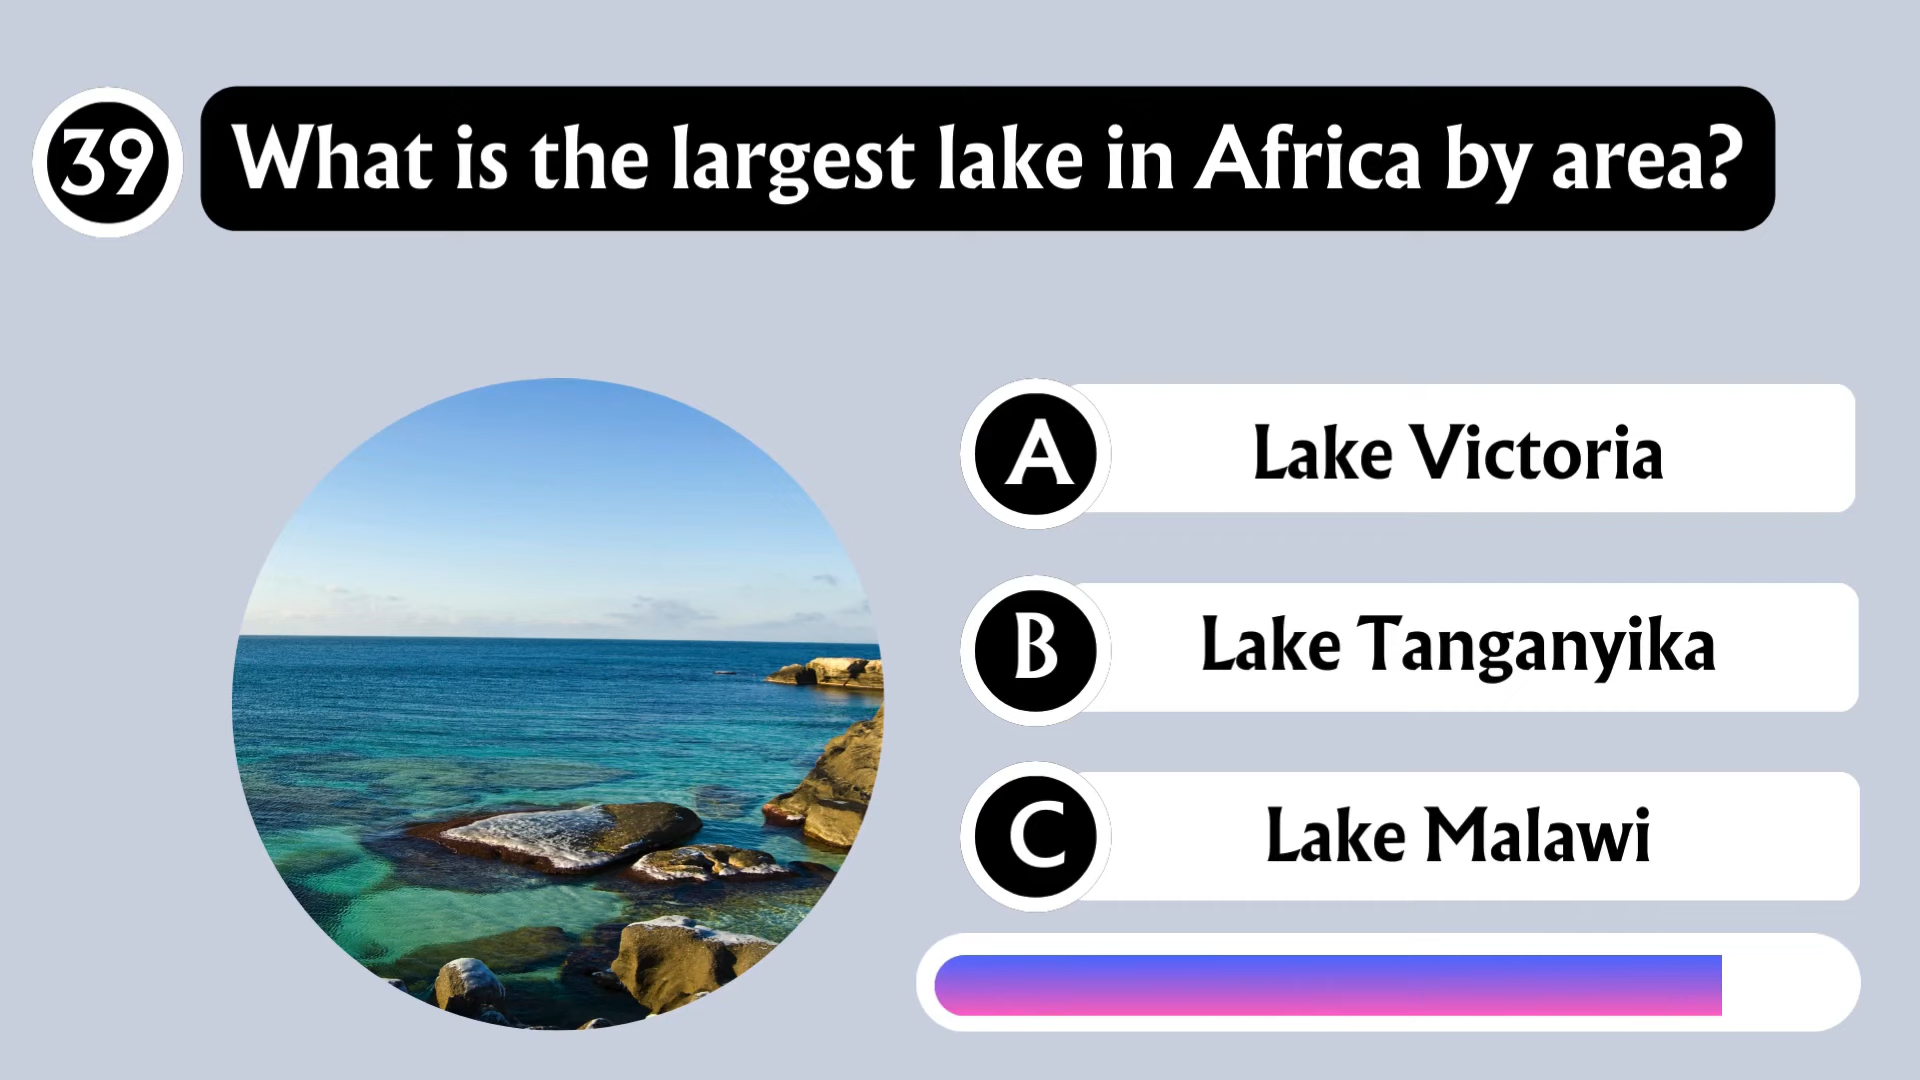 39 What is the largest lake in Africa by area?
A Lake Victoria
B Lake Tanganyika
C Lake Malawi